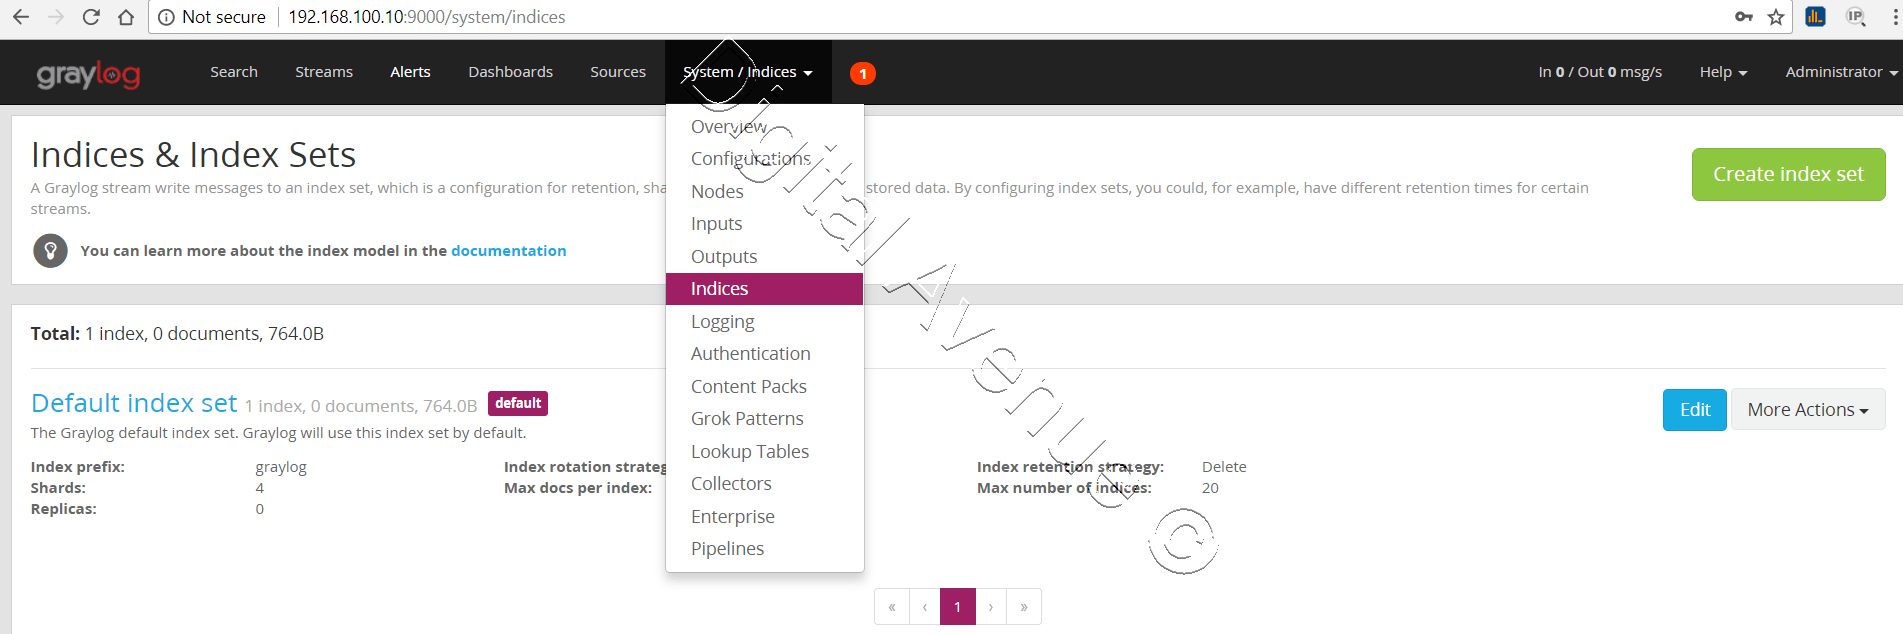 Not secure 192.168.100.10:9000/system/indices
IP
graylog Search Streams Alerts Dashboards Sources System / Indices 1 In 0 / Out 0 msg/s Help Administrator
Overview
Configurations
Nodes
Inputs
Outputs
Indices
Logging
Authentication
Content Packs
Grok Patterns
Lookup Tables
Collectors
Enterprise
Pipelines
Indices & Index Sets
A Graylog stream write messages to an index set, which is a configuration for retention, sha stored data. By configuring index sets, you could, for example, have different retention times for certain
streams.
Create index set
You can learn more about the index model in the documentation
Total: 1 index, 0 documents, 764.0B
Default index set 1 index, 0 documents, 764.0B default
Edit More Actions
The Graylog default index set. Graylog will use this index set by default.
Index prefix: graylog Index rotation strateg Index retention strategy: Delete
Shards: 4 Max docs per index: Max number of indices: 20
Replicas: 0
« ‹ 1 › »
Digital Avenue ©